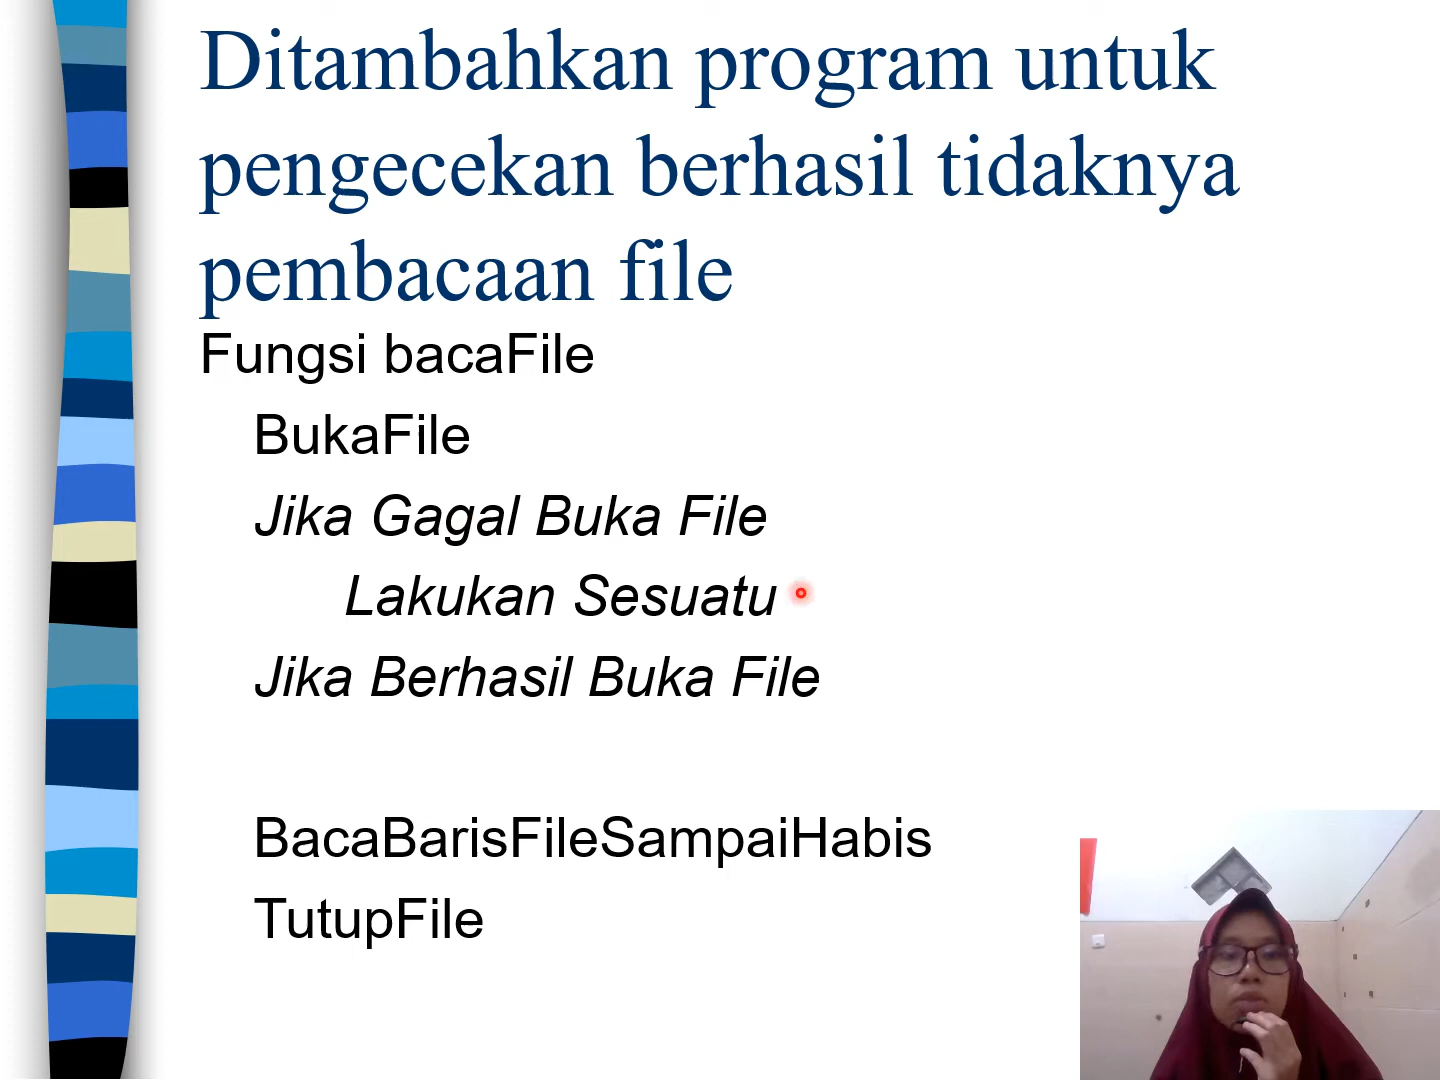 Ditambahkan program untuk
pengecekan berhasil tidaknya
pembacaan file
Fungsi bacaFile
BukaFile
Jika Gagal Buka File
Lakukan Sesuatu
Jika Berhasil Buka File
BacaBarisFileSampaiHabis
TutupFile